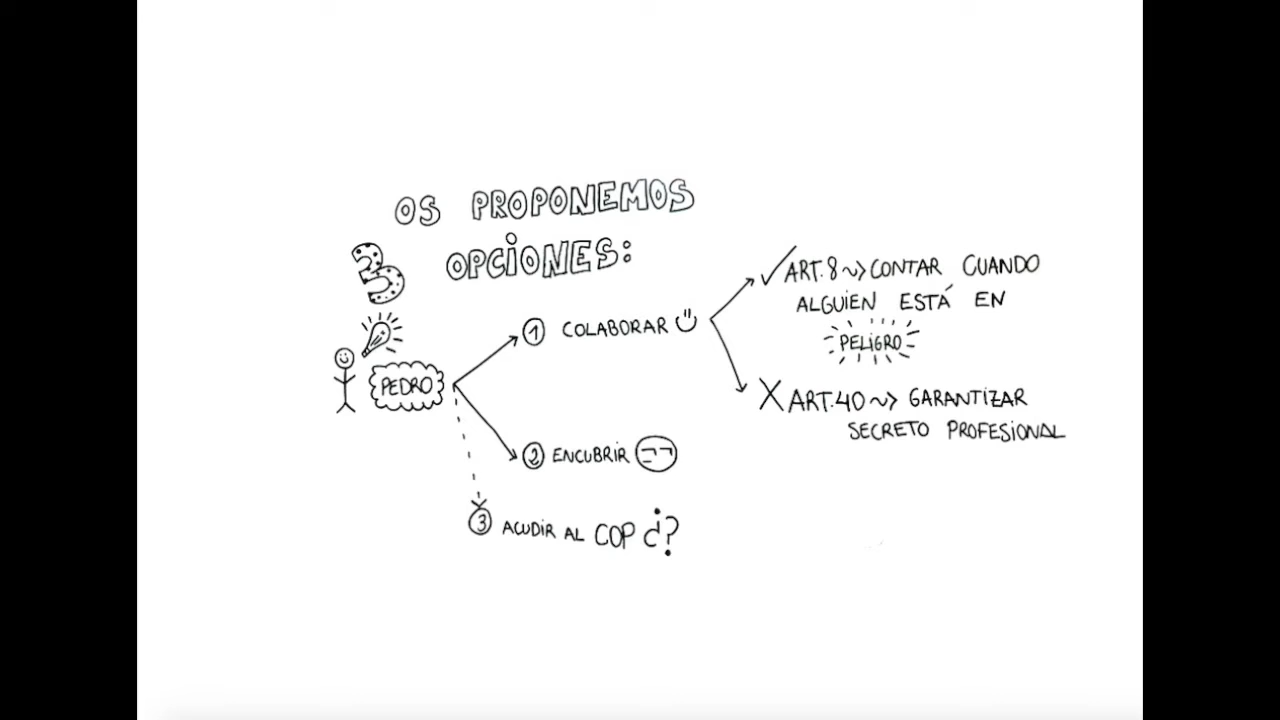 OS PROPONEMOS
3 OPCIONES:
PEDRO
1 COLABORAR
✓ ART.8 ~> CONTAR CUANDO
ALGUIEN ESTÁ EN
PELIGRO
X ART.40 ~> GARANTIZAR
SECRETO PROFESIONAL
2 ENCUBRIR
3 ACUDIR AL COP ¿?